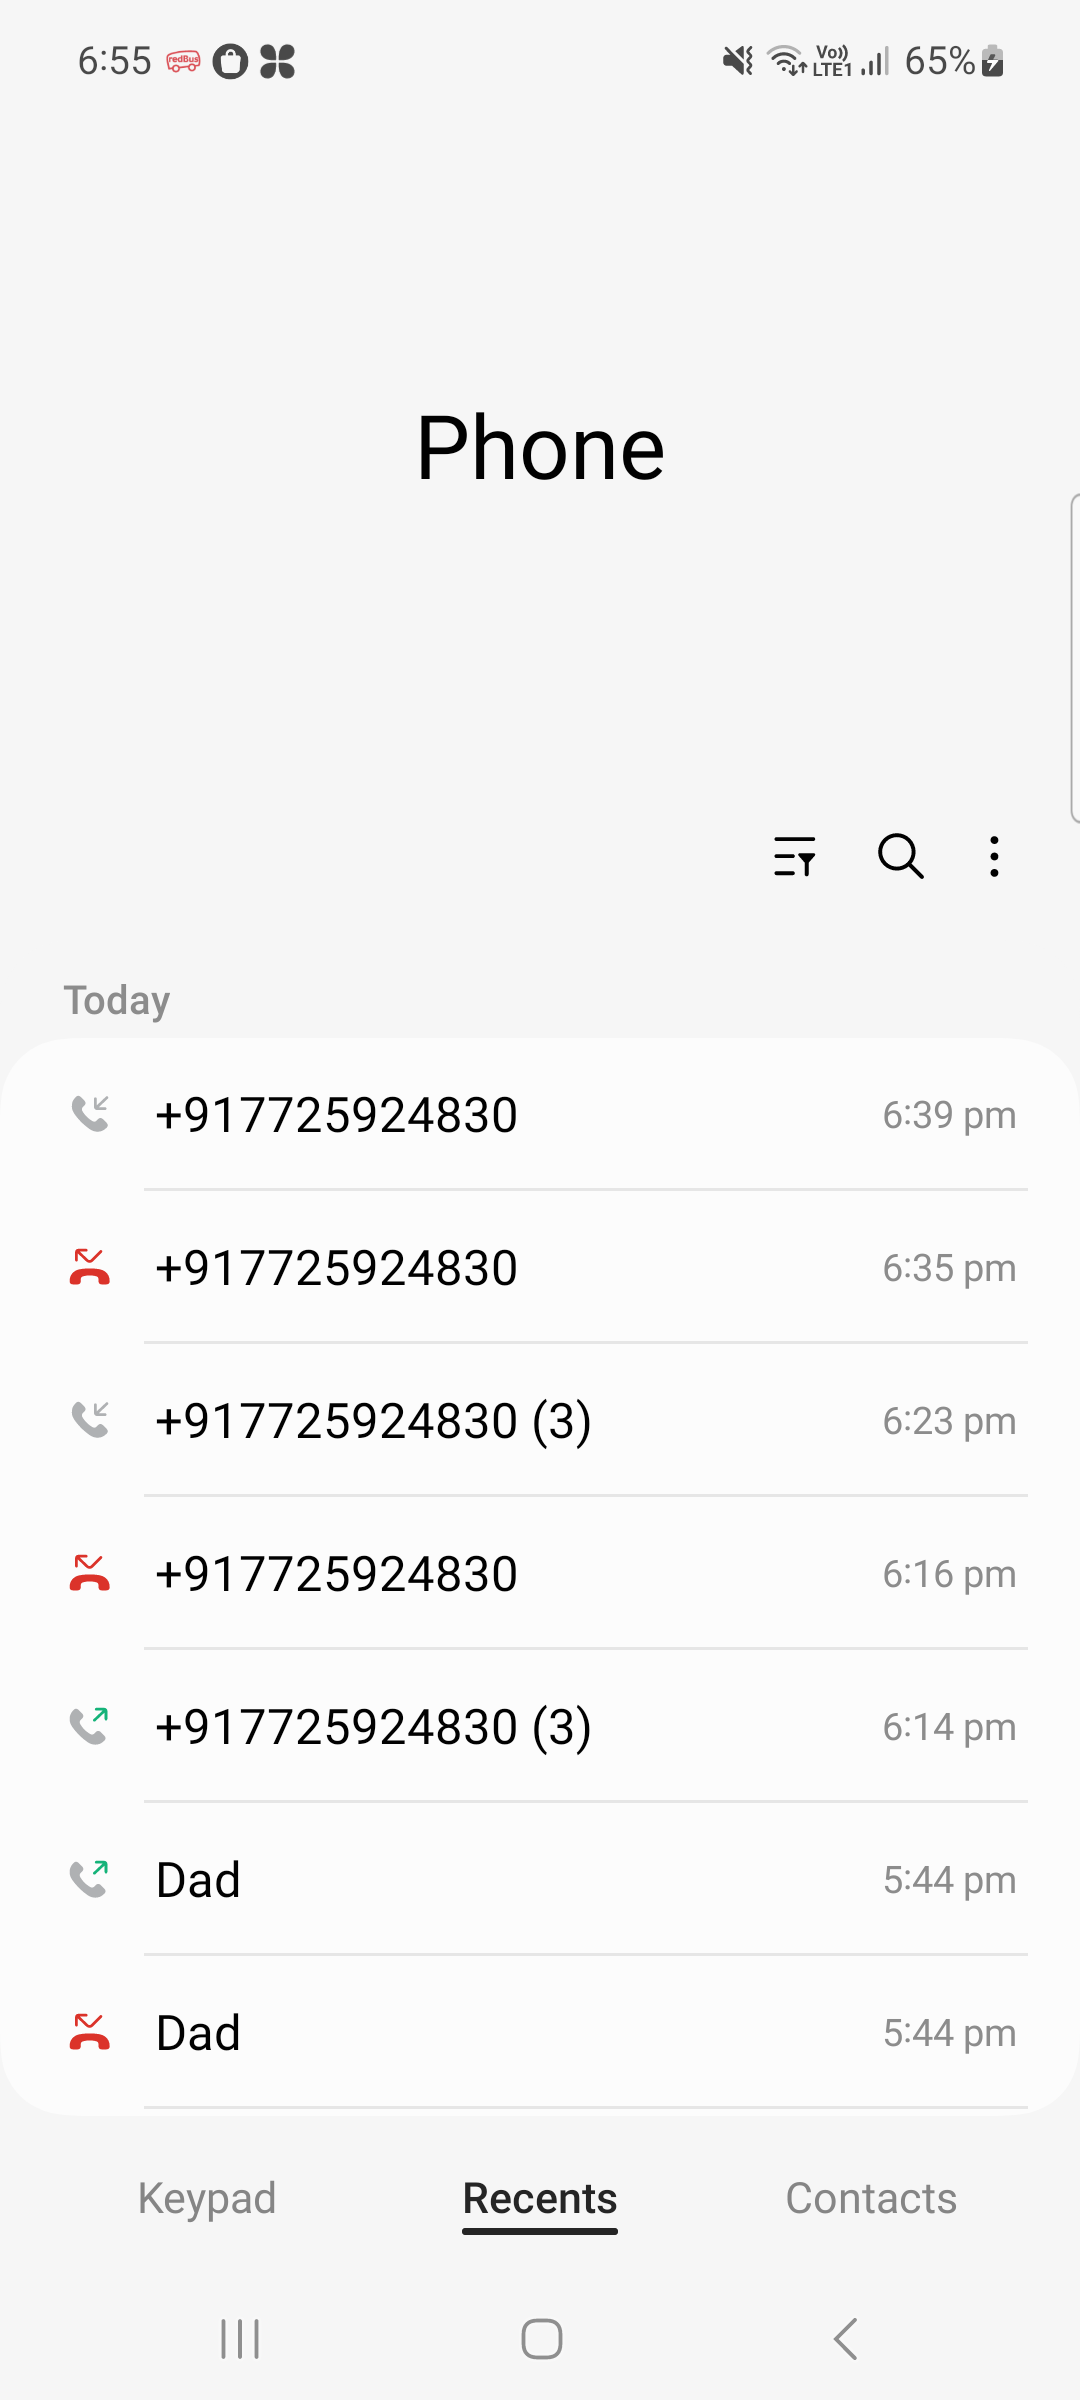 6:55 redBus Vo)) LTE1 65%
Phone
Today
+917725924830 6:39 pm
+917725924830 6:35 pm
+917725924830 (3) 6:23 pm
+917725924830 6:16 pm
+917725924830 (3) 6:14 pm
Dad 5:44 pm
Dad 5:44 pm
Keypad Recents Contacts